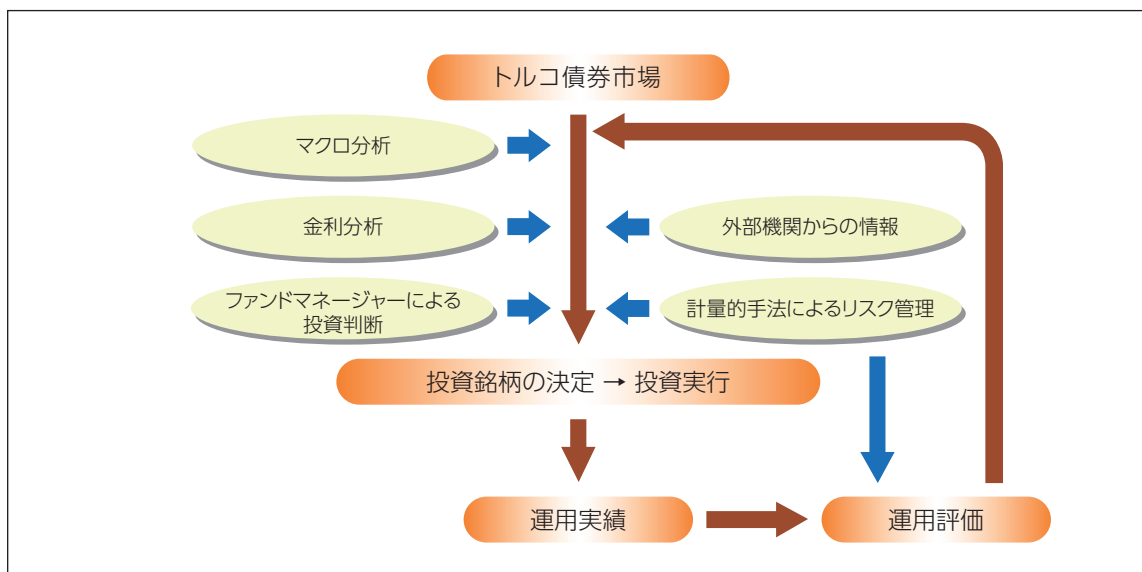 トルコ債券市場
マクロ分析
金利分析
外部機関からの情報
ファンドマネージャーによる
投資判断
計量的手法によるリスク管理
投資銘柄の決定 → 投資実行
運用実績
運用評価